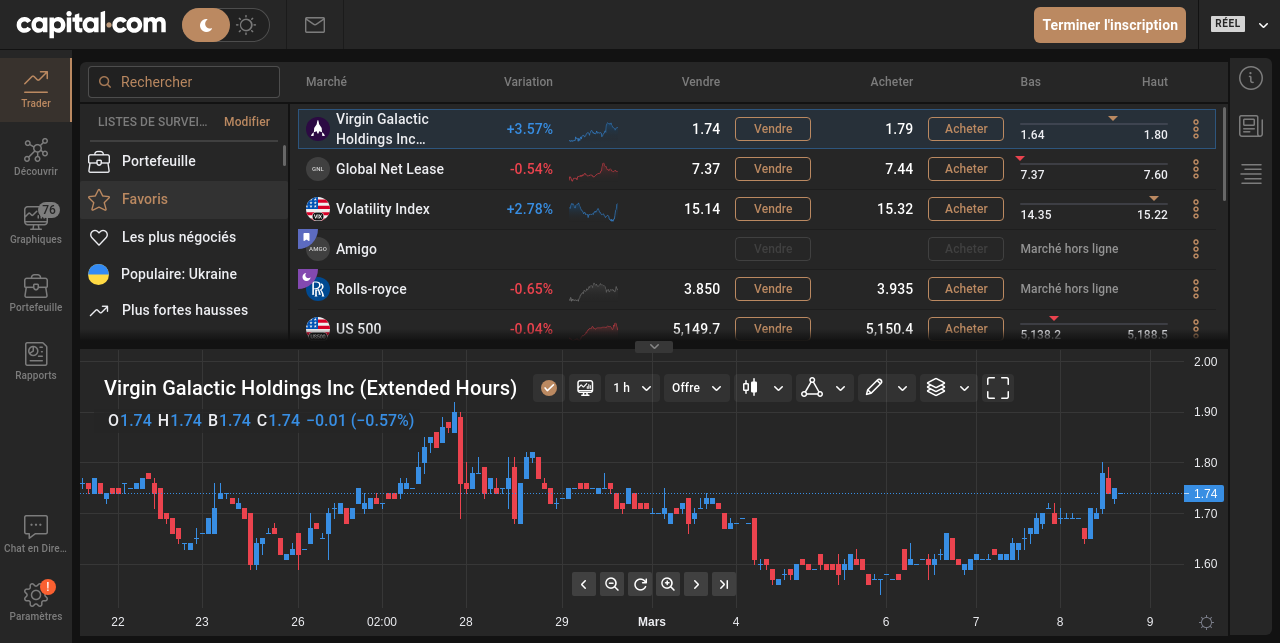 capital.com
Terminer l'inscription
RÉEL
Trader
Découvrir
76
Graphiques
Portefeuille
Rapports
Chat en Dire...
!
Paramètres
Rechercher
LISTES DE SURVEI...
Modifier
Portefeuille
Favoris
Les plus négociés
Populaire: Ukraine
Plus fortes hausses
Marché Variation Vendre Acheter Bas Haut
Virgin Galactic
Holdings Inc... +3.57% 1.74 Vendre 1.79 Acheter 1.64 1.80
GNL Global Net Lease -0.54% 7.37 Vendre 7.44 Acheter 7.37 7.60
VIX Volatility Index +2.78% 15.14 Vendre 15.32 Acheter 14.35 15.22
AMGO Amigo Vendre Acheter Marché hors ligne
Rolls-royce -0.65% 3.850 Vendre 3.935 Acheter Marché hors ligne
US 500 -0.04% 5,149.7 Vendre 5,150.4 Acheter 5,138.2 5,188.5
Virgin Galactic Holdings Inc (Extended Hours)
1 h
Offre
O1.74 H1.74 B1.74 C1.74 −0.01 (−0.57%)
2.00
1.90
1.80
1.74
1.70
1.60
22 23 26 02:00 28 29 Mars 4 6 7 8 9